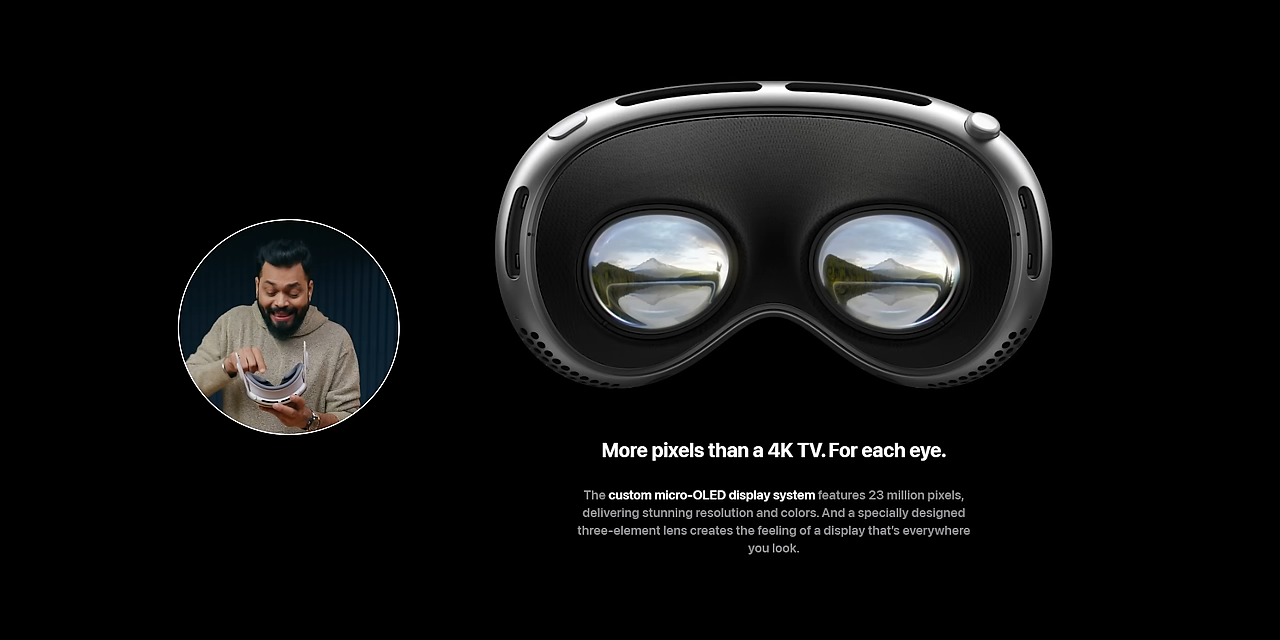 More pixels than a 4K TV. For each eye.
The custom micro-OLED display system features 23 million pixels,
delivering stunning resolution and colors. And a specially designed
three-element lens creates the feeling of a display that's everywhere
you look.